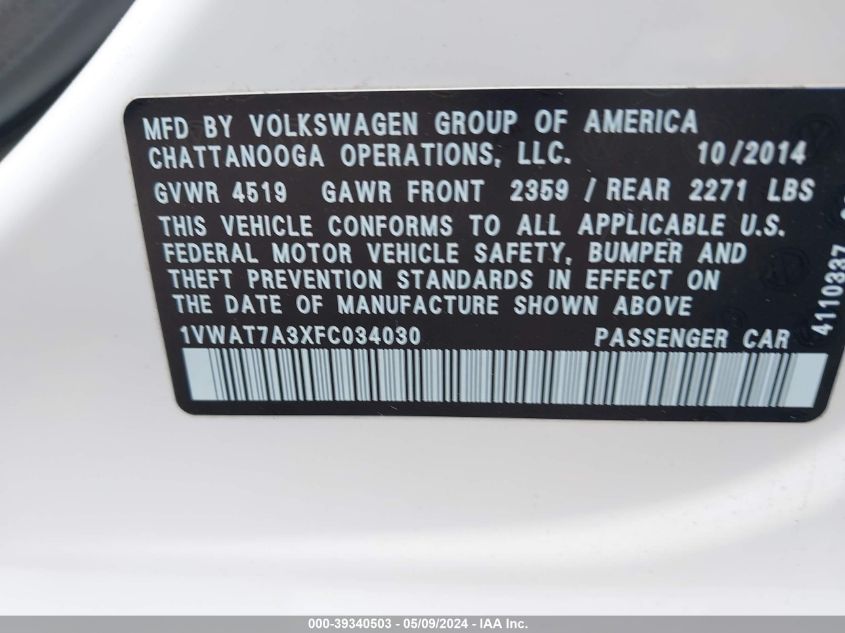 MFD BY VOLKSWAGEN GROUP OF AMERICA
CHATTANOOGA OPERATIONS, LLC. 10/2014
GVWR 4519 GAWR FRONT 2359 / REAR 2271 LBS
THIS VEHICLE CONFORMS TO ALL APPLICABLE U.S.
FEDERAL MOTOR VEHICLE SAFETY, BUMPER AND
THEFT PREVENTION STANDARDS IN EFFECT ON
THE DATE OF MANUFACTURE SHOWN ABOVE
1VWAT7A3XFC034030 PASSENGER CAR
4110337
000-39340503 - 05/09/2024 - IAA Inc.